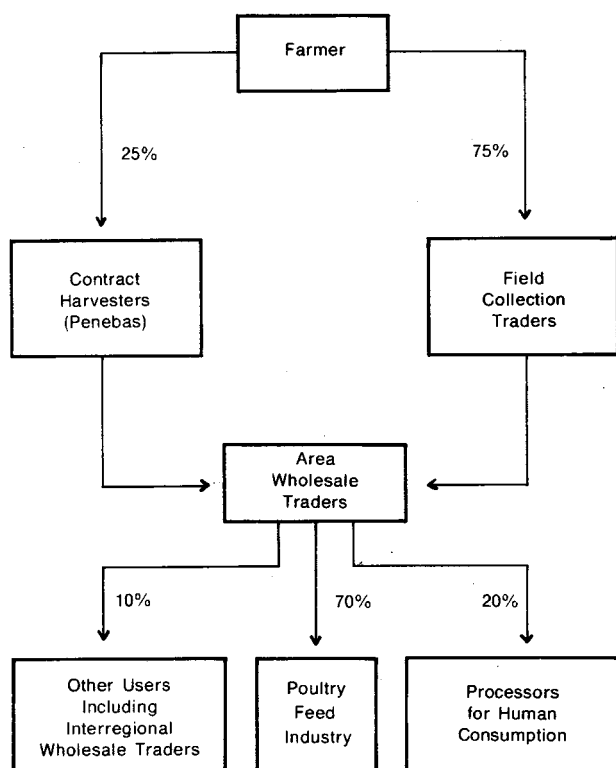 Farmer
25%
75%
Contract
Harvesters
(Penebas)
Field
Collection
Traders
Area
Wholesale
Traders
10%
70%
20%
Other Users
Including
Interregional
Wholesale Traders
Poultry
Feed
Industry
Processors
for Human
Consumption